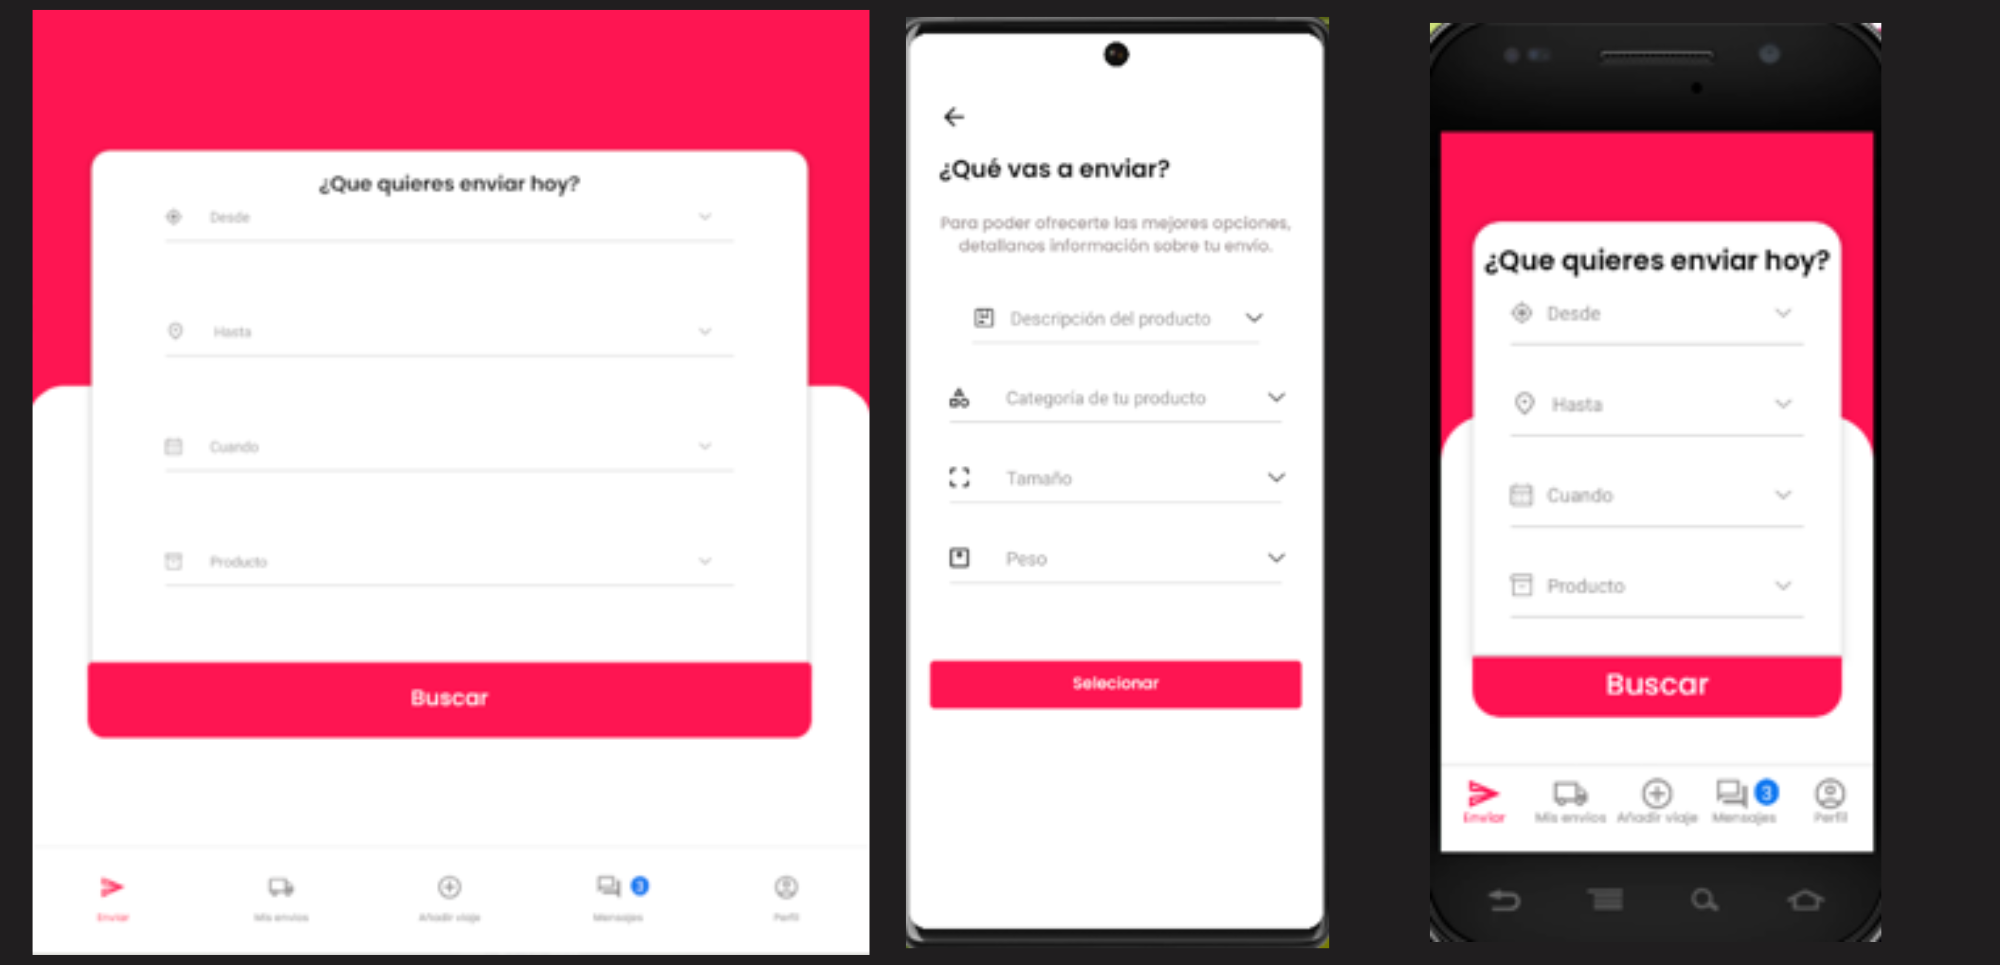 ¿Que quieres enviar hoy?
Desde
Hasta
Cuando
Producto
Buscar
Enviar
Mis envios
Añadir viaje
Mensajes
3
Perfil
¿Qué vas a enviar?
Para poder ofrecerte las mejores opciones,
detallanos información sobre tu envío.
Descripción del producto
Categoría de tu producto
Tamaño
Peso
Selecionar
¿Que quieres enviar hoy?
Desde
Hasta
Cuando
Producto
Buscar
Enviar
Mis envios
Añadir viaje
Mensajes
3
Perfil